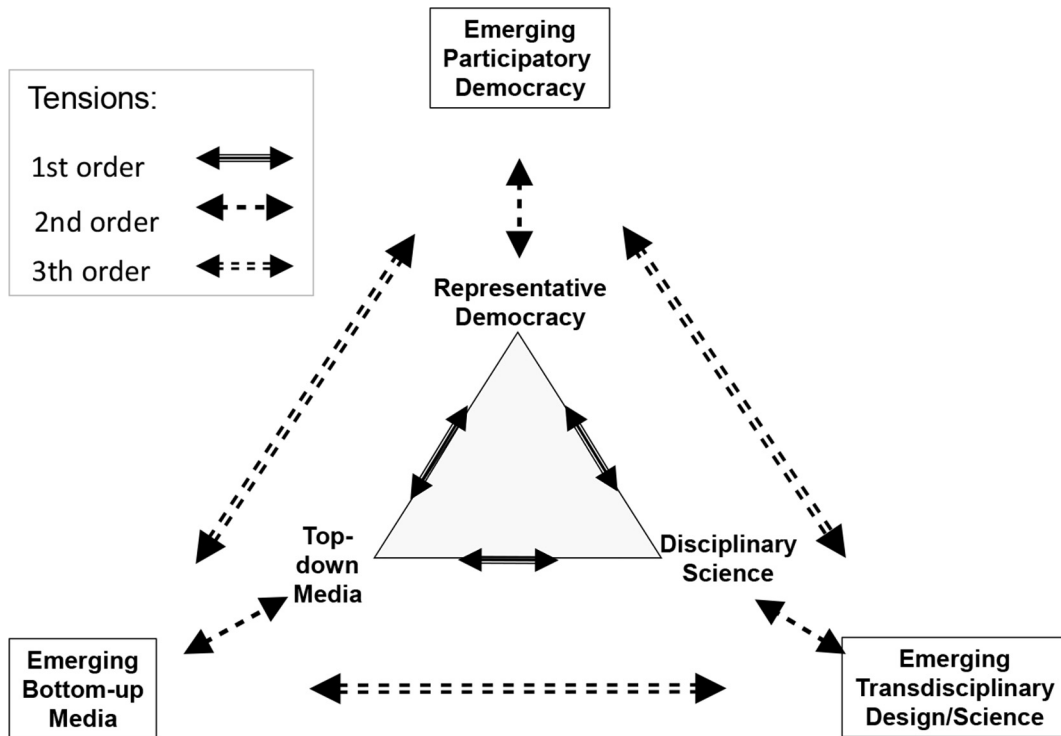 Emerging
Participatory
Democracy
Tensions:
1st order
2nd order
3th order
Representative
Democracy
Top-
down
Media
Disciplinary
Science
Emerging
Bottom-up
Media
Emerging
Transdisciplinary
Design/Science